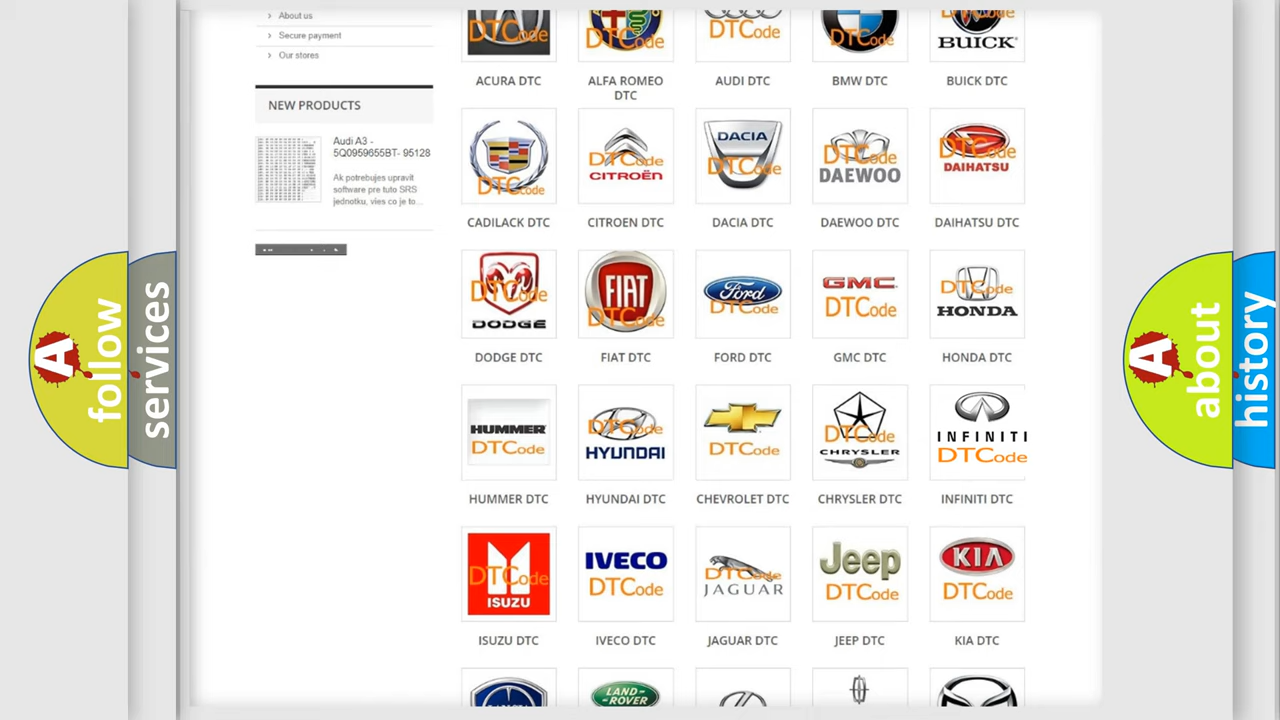 About us
Secure payment
Our stores
NEW PRODUCTS
Audi A3 -
5Q0959655BT- 95128
Ak potrebujes upravit
software pre tuto SRS
jednotku, vies co je to...
DTCode
DTCode
DTCode
DTCode
BUICK
ACURA DTC
ALFA ROMEO
DTC
AUDI DTC
BMW DTC
BUICK DTC
DTCode
DTCode
CITROËN
DACIA
DTCode
DTCode
DAEWOO
DTCode
DAIHATSU
CADILACK DTC
CITROEN DTC
DACIA DTC
DAEWOO DTC
DAIHATSU DTC
DTCode
DODGE
FIAT
DTCode
Ford
DTCode
GMC
DTCode
DTCode
HONDA
DODGE DTC
FIAT DTC
FORD DTC
GMC DTC
HONDA DTC
HUMMER
DTCode
DTCode
HYUNDAI
DTCode
DTCode
CHRYSLER
INFINITI
DTCode
HUMMER DTC
HYUNDAI DTC
CHEVROLET DTC
CHRYSLER DTC
INFINITI DTC
DTCode
ISUZU
IVECO
DTCode
DTCode
JAGUAR
Jeep
DTCode
KIA
DTCode
ISUZU DTC
IVECO DTC
JAGUAR DTC
JEEP DTC
KIA DTC
LAND-
ROVER
A
follow
services
A
about
history